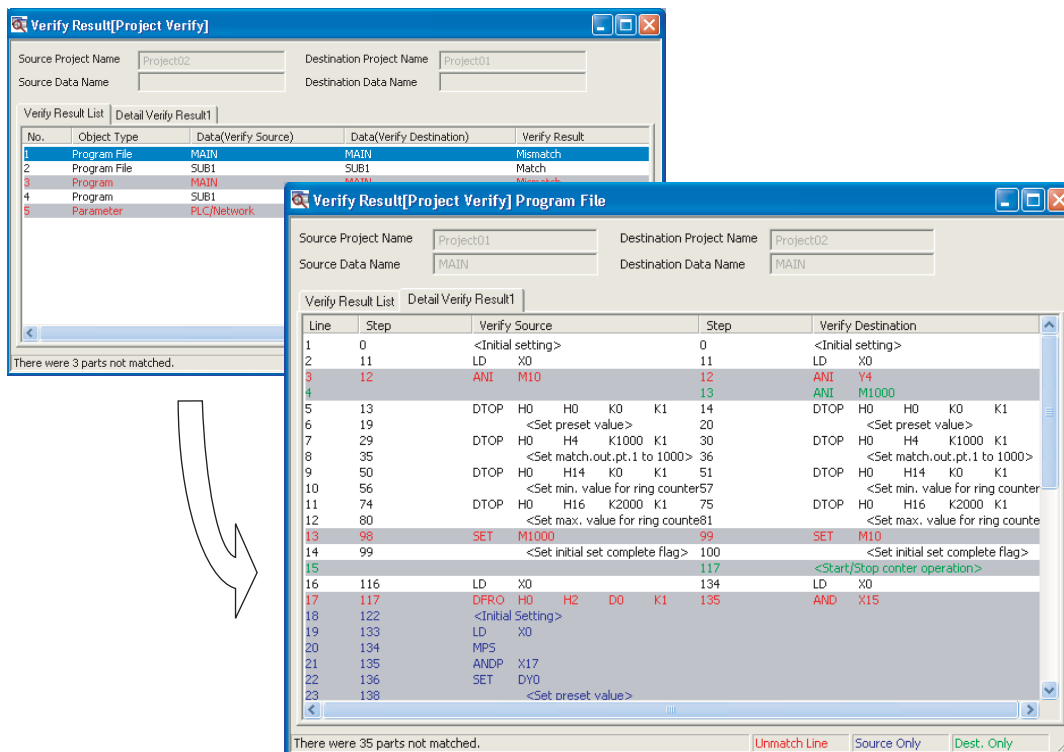 Verify Result[Project Verify]
Source Project Name Project02 Destination Project Name Project01
Source Data Name Destination Data Name
Verify Result List Detail Verify Result1
No. Object Type Data(Verify Source) Data(Verify Destination) Verify Result
1 Program File MAIN MAIN Mismatch
2 Program File SUB1 SUB1 Match
3 Program MAIN MAIN Mismatch
4 Program SUB1
5 Parameter PLC/Network
There were 3 parts not matched.
Verify Result[Project Verify] Program File
Source Project Name Project01 Destination Project Name Project02
Source Data Name MAIN Destination Data Name MAIN
Verify Result List Detail Verify Result1
Line Step Verify Source Step Verify Destination
1 0 <Initial setting> 0 <Initial setting>
2 11 LD X0 11 LD X0
3 12 ANI M10 12 ANI Y4
4 13 ANI M1000
5 13 DTOP H0 H0 K0 K1 14 DTOP H0 H0 K0 K1
6 19 <Set preset value> 20 <Set preset value>
7 29 DTOP H0 H4 K1000 K1 30 DTOP H0 H4 K1000 K1
8 35 <Set match.out.pt.1 to 1000> 36 <Set match.out.pt.1 to 1000>
9 50 DTOP H0 H14 K0 K1 51 DTOP H0 H14 K0 K1
10 56 <Set min. value for ring counter 57 <Set min. value for ring counter
11 74 DTOP H0 H16 K2000 K1 75 DTOP H0 H16 K2000 K1
12 80 <Set max. value for ring counte 81 <Set max. value for ring counte
13 98 SET M1000 99 SET M10
14 99 <Set initial set complete flag> 100 <Set initial set complete flag>
15 117 <Start/Stop conter operation>
16 116 LD X0 134 LD X0
17 117 DFRO H0 H2 D0 K1 135 AND X15
18 122 <Initial Setting>
19 133 LD X0
20 134 MPS
21 135 ANDP X17
22 136 SET DY0
23 138 <Set preset value>
There were 35 parts not matched. Unmatch Line Source Only Dest. Only